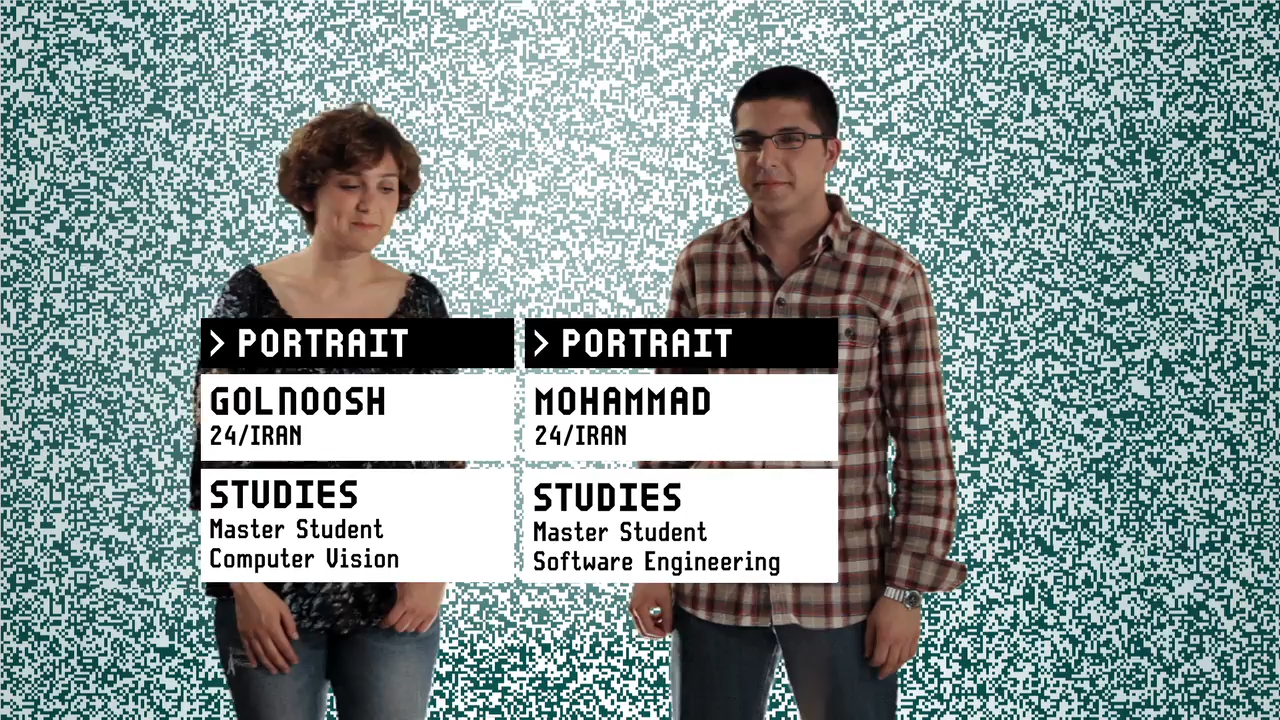 > PORTRAIT
GOLNOOSH
24/IRAN
STUDIES
Master Student
Computer Vision
> PORTRAIT
MOHAMMAD
24/IRAN
STUDIES
Master Student
Software Engineering